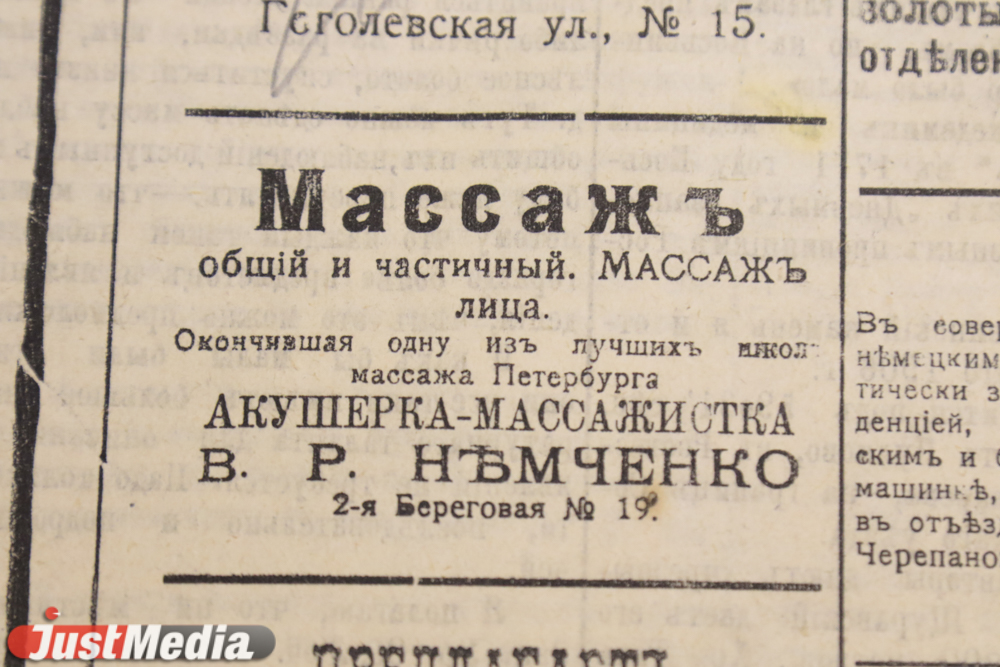 Гоголевская ул., № 15.
Массажъ
общій и частичный. МАССАЖЪ
лица.
Окончившая одну изъ лучшихъ школ
массажа Петербурга
АКУШЕРКА-МАССАЖИСТКА
В. Р. НѢМЧЕНКО
2-я Береговая № 19.
ЗОЛОТЫ
отдѣлен
Въ совер
нѣмецким
тически з
денціей,
скимъ и
машинкѣ,
въ отъѣзд
Черепано
JustMedia